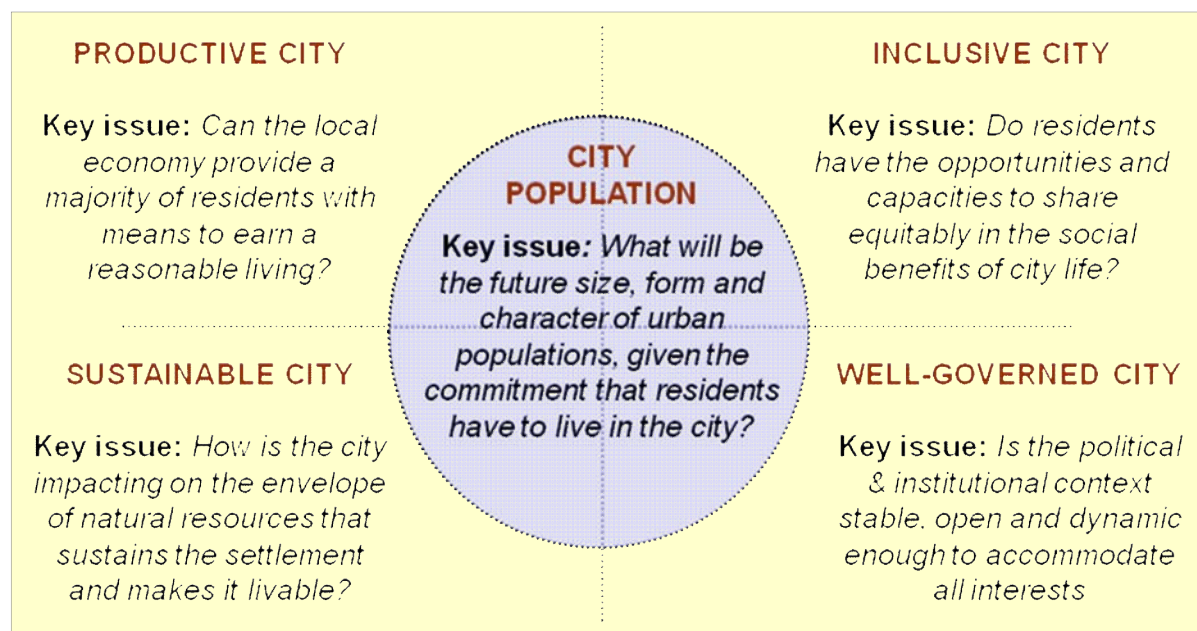 PRODUCTIVE CITY
Key issue: Can the local
economy provide a
majority of residents with
means to earn a
reasonable living?
INCLUSIVE CITY
Key issue: Do residents
have the opportunities and
capacities to share
equitably in the social
benefits of city life?
CITY
POPULATION
Key issue: What will be
the future size, form and
character of urban
populations, given the
commitment that residents
have to live in the city?
SUSTAINABLE CITY
Key issue: How is the city
impacting on the envelope
of natural resources that
sustains the settlement
and makes it livable?
WELL-GOVERNED CITY
Key issue: Is the political
& institutional context
stable, open and dynamic
enough to accommodate
all interests